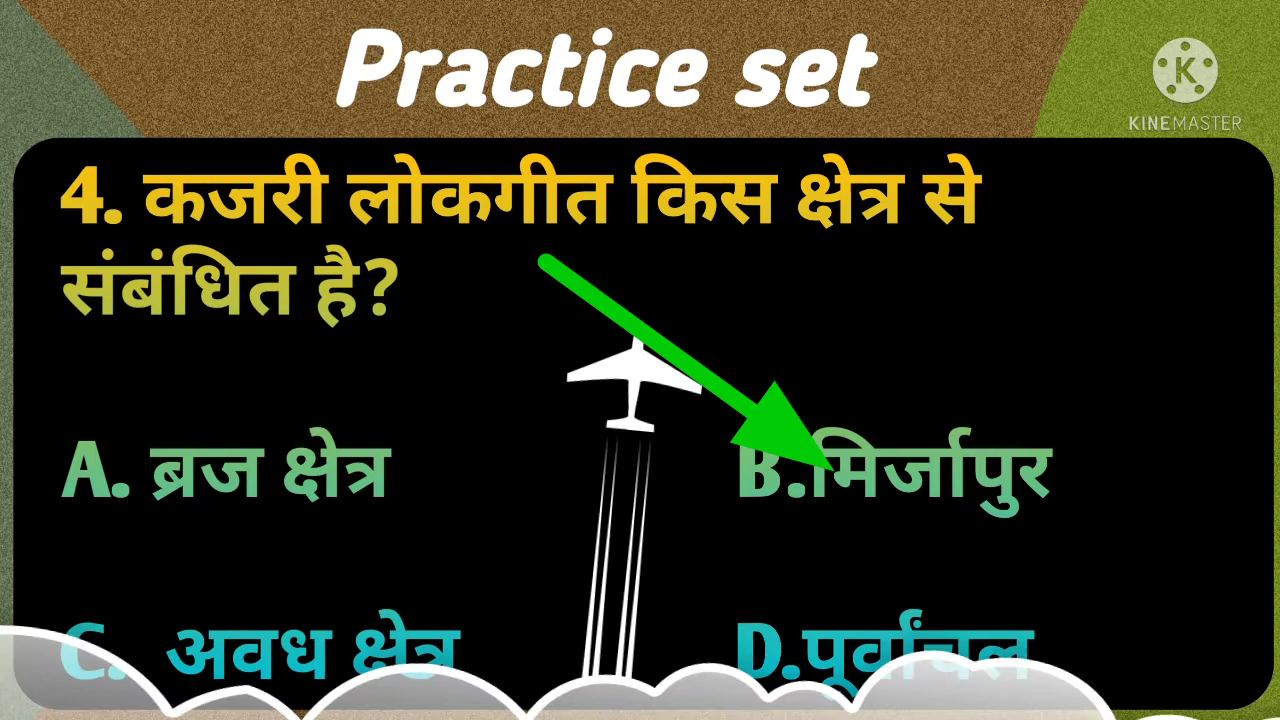 Practice set
KINEMASTER
4. कजरी लोकगीत किस क्षेत्र से
संबंधित है?
A. ब्रज क्षेत्र
B.मिर्जापुर
C. अवध क्षेत्र
D.पूर्वांचल